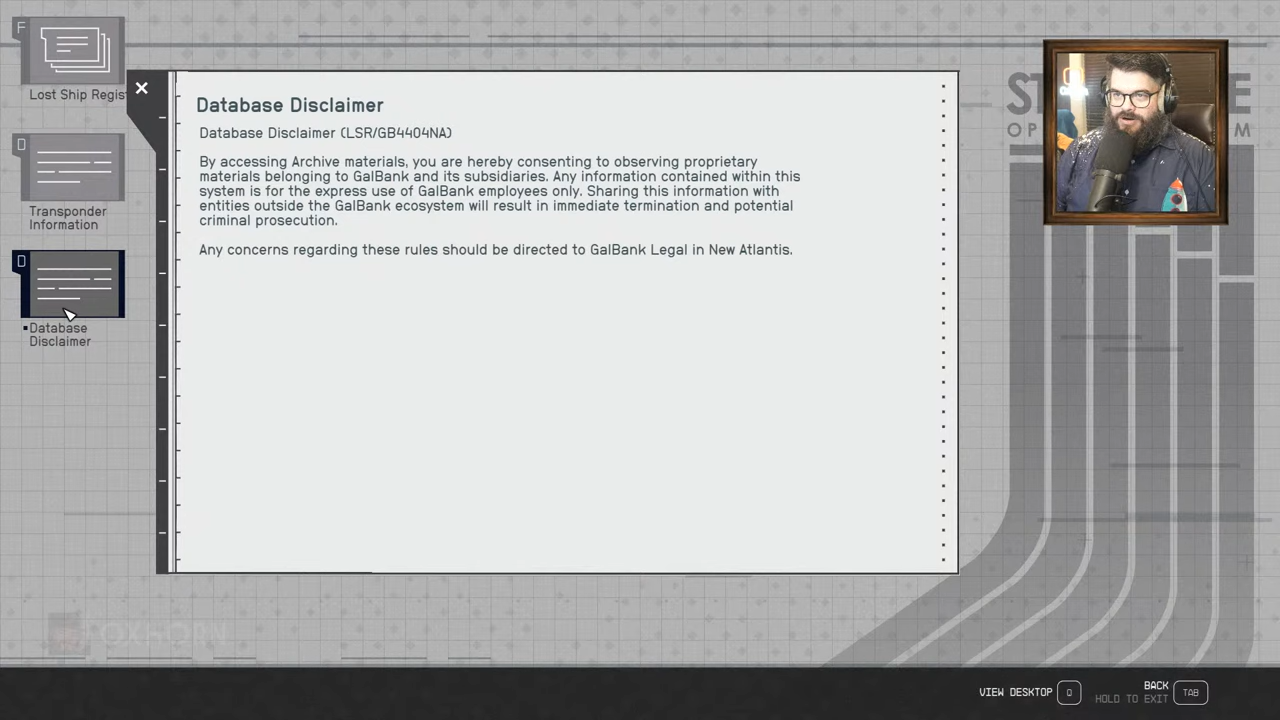 F
Lost Ship Regist
D
Transponder
Information
D
Database
Disclaimer
Database Disclaimer
Database Disclaimer (LSR/GB4404NA)
By accessing Archive materials, you are hereby consenting to observing proprietary
materials belonging to GalBank and its subsidiaries. Any information contained within this
system is for the express use of GalBank employees only. Sharing this information with
entities outside the GalBank ecosystem will result in immediate termination and potential
criminal prosecution.
Any concerns regarding these rules should be directed to GalBank Legal in New Atlantis.
VIEW DESKTOP Q
BACK
HOLD TO EXIT TAB